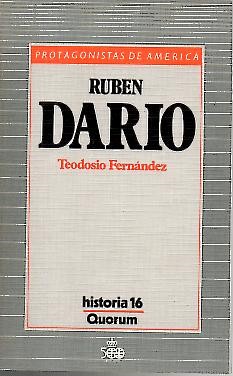 PROTAGONISTAS DE AMERICA
RUBEN
DARIO
Teodosio Fernández
historia 16
Quorum